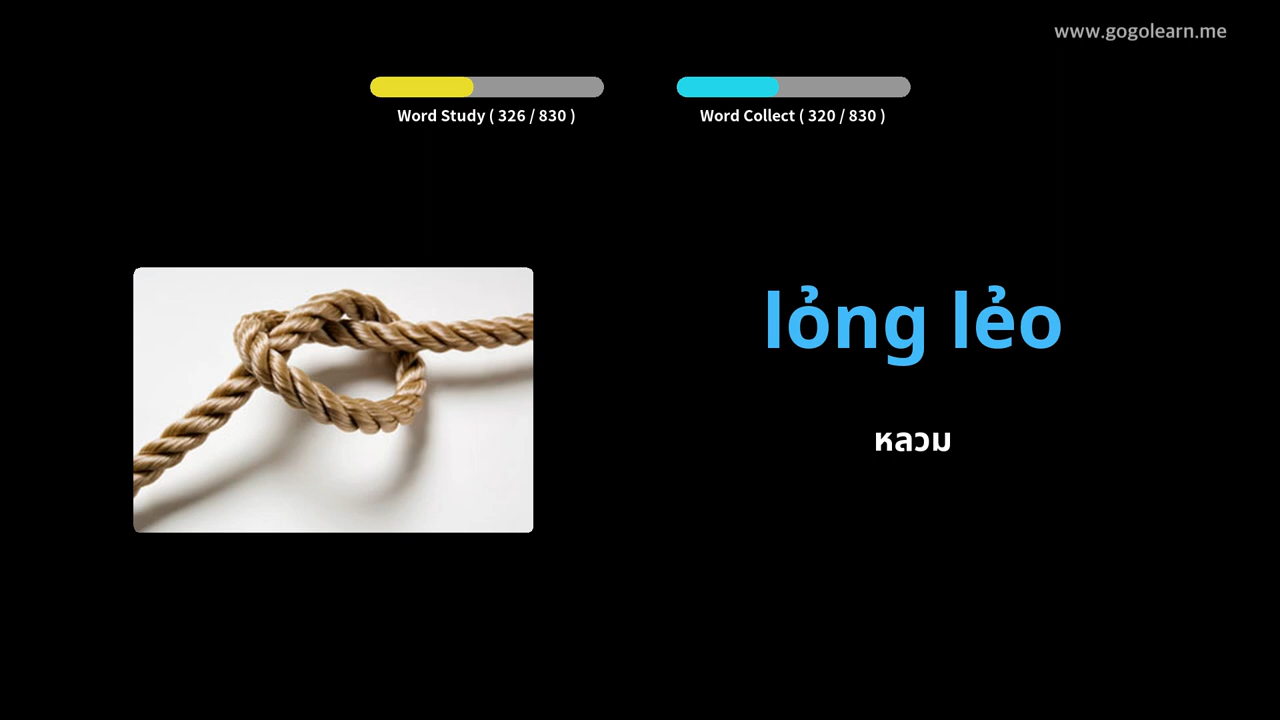 www.gogolearn.me
Word Study ( 326 / 830 )
Word Collect ( 320 / 830 )
lỏng lẻo
หลวม